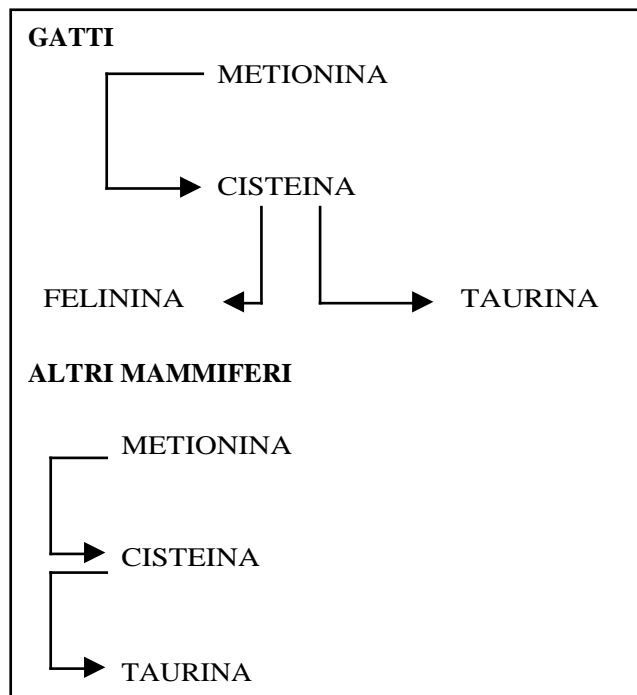 GATTI
METIONINA
CISTEINA
FELININA TAURINA
ALTRI MAMMIFERI
METIONINA
CISTEINA
TAURINA